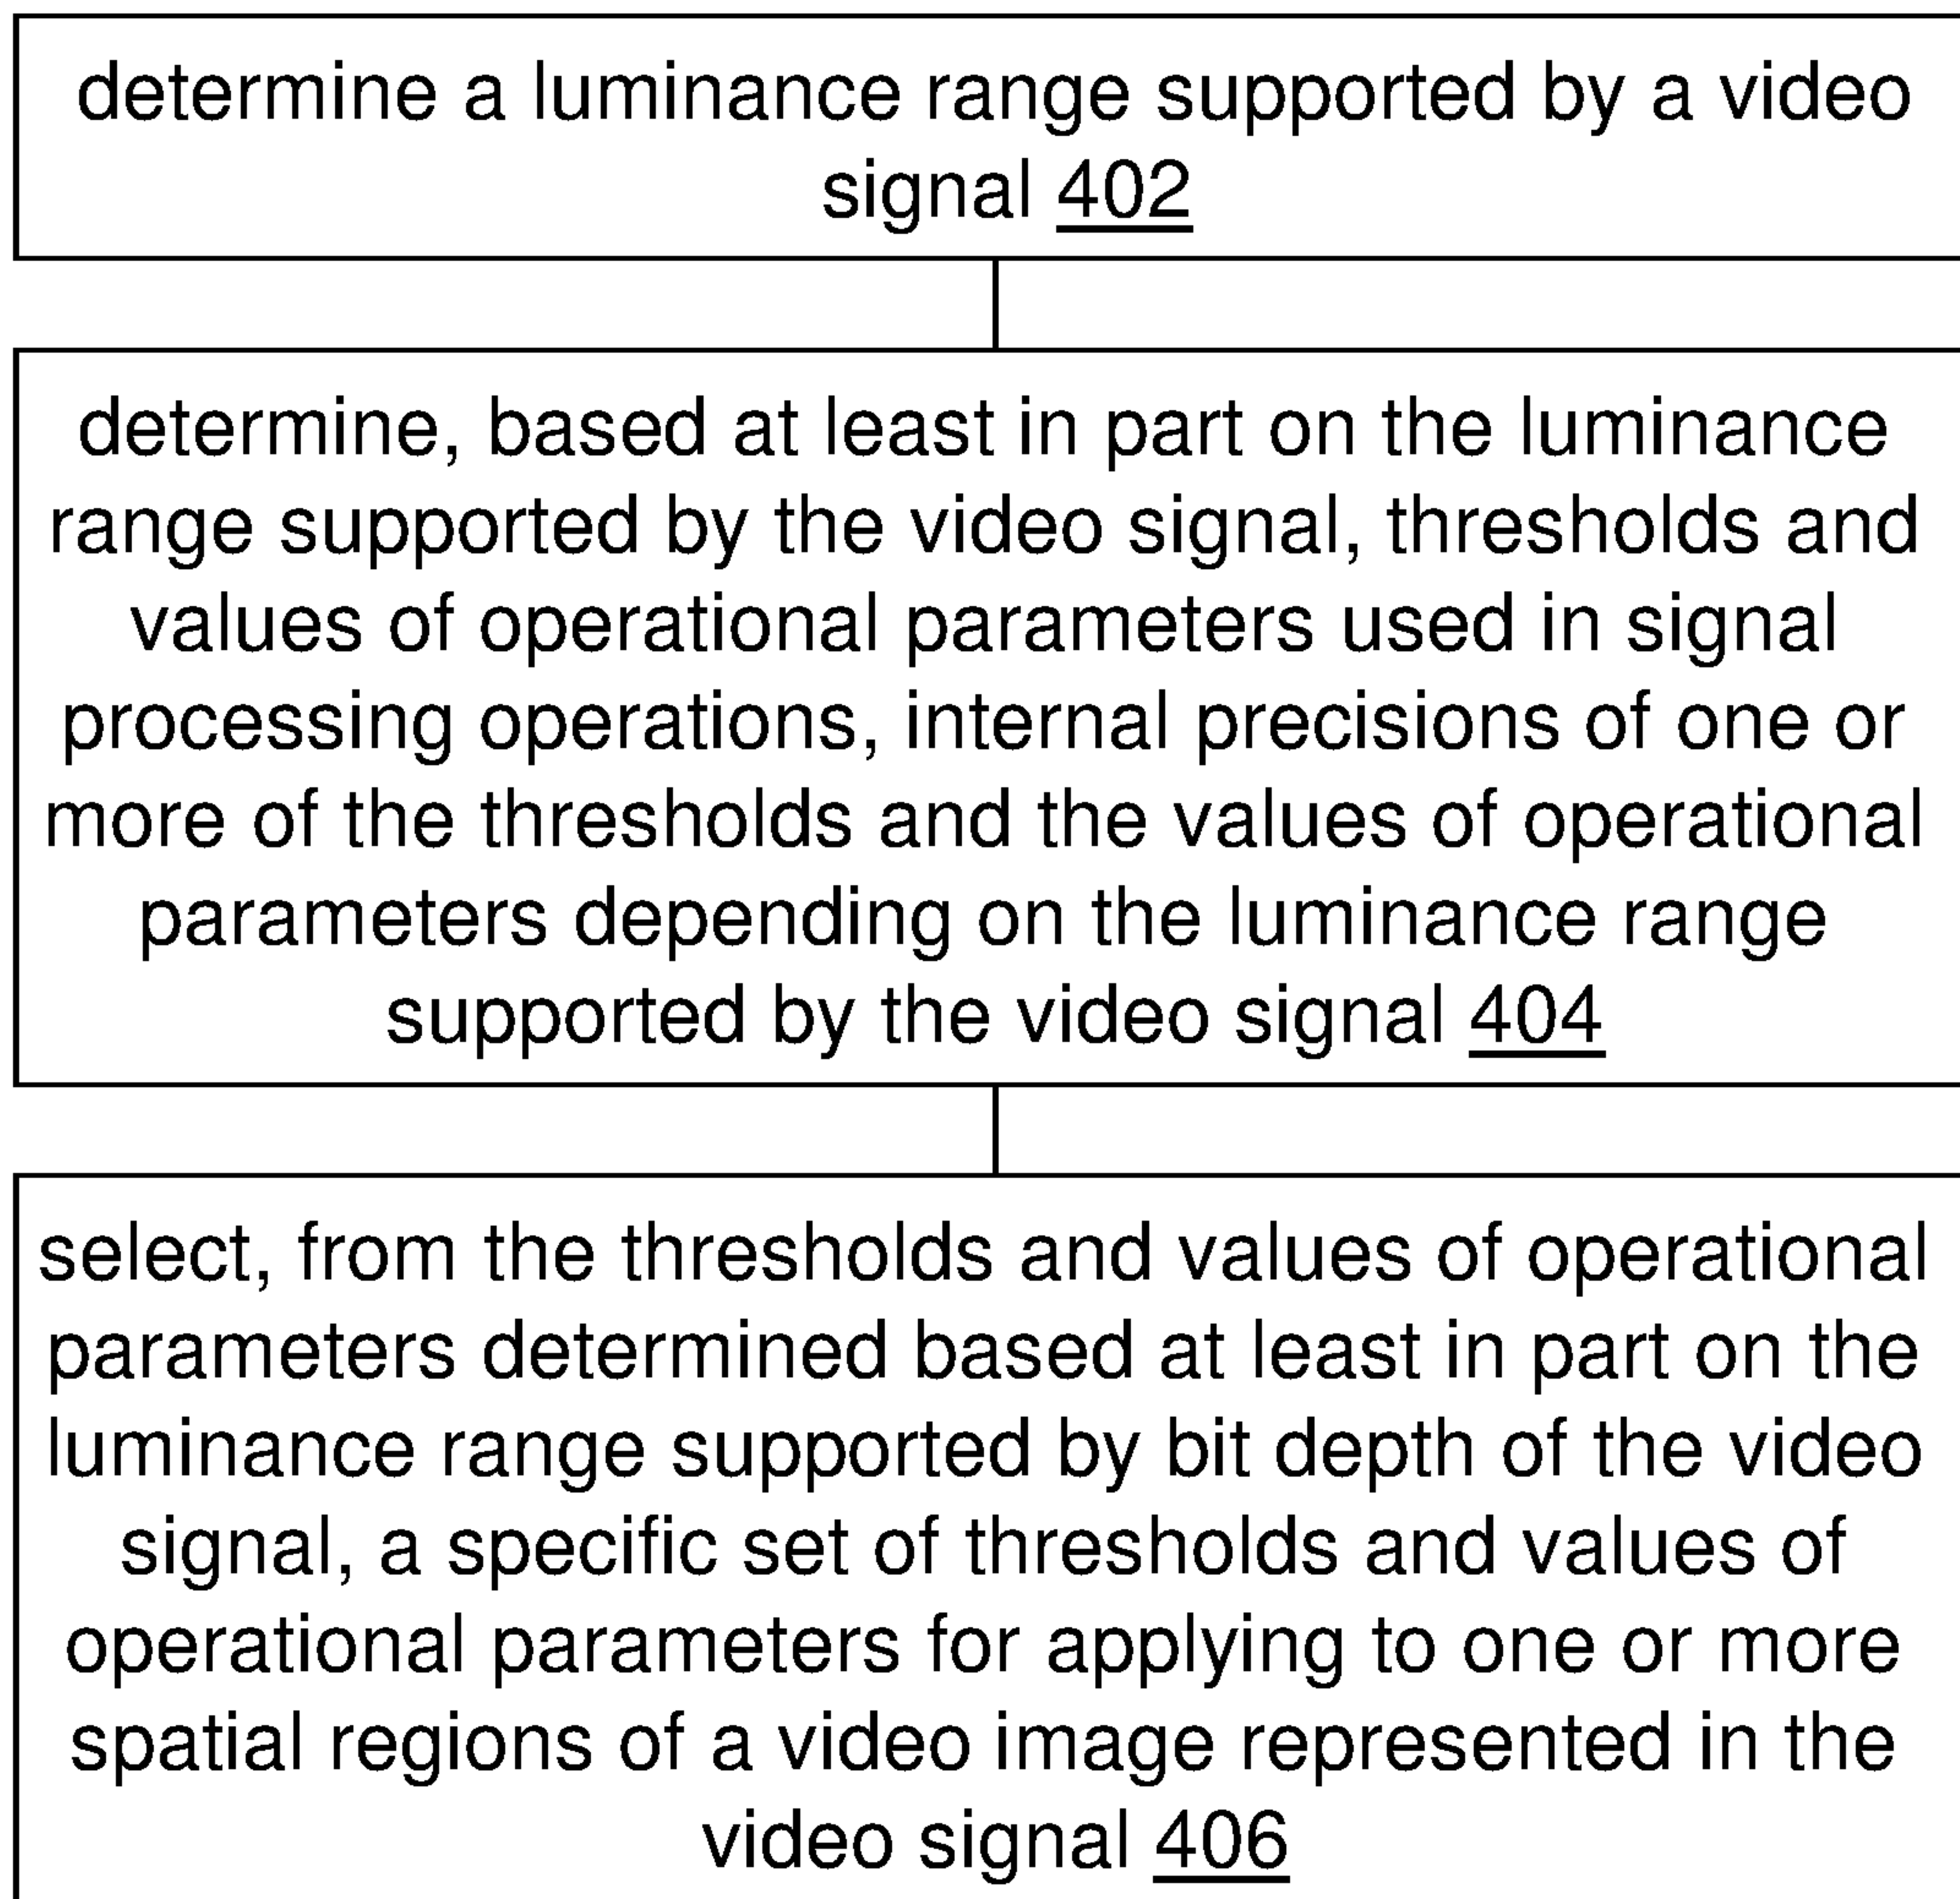 determine a luminance range supported by a video
signal 402
determine, based at least in part on the luminance
range supported by the video signal, thresholds and
values of operational parameters used in signal
processing operations, internal precisions of one or
more of the thresholds and the values of operational
parameters depending on the luminance range
supported by the video signal 404
select, from the thresholds and values of operational
parameters determined based at least in part on the
luminance range supported by bit depth of the video
signal, a specific set of thresholds and values of
operational parameters for applying to one or more
spatial regions of a video image represented in the
video signal 406